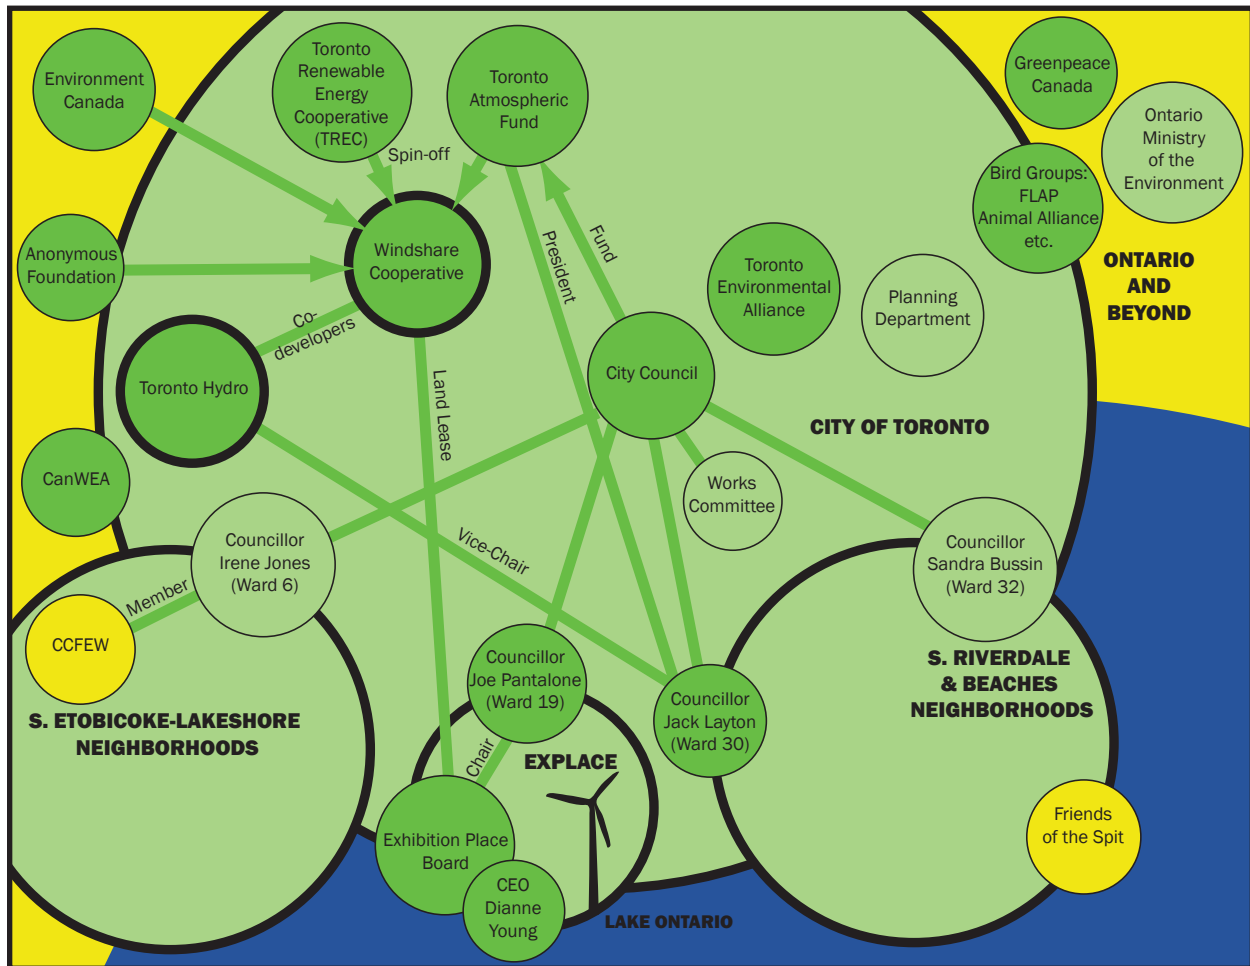 Environment
Canada
Toronto
Renewable
Energy
Cooperative
(TREC)
Toronto
Atmospheric
Fund
Greenpeace
Canada
Ontario
Ministry
of the
Environment
Bird Groups:
FLAP
Animal Alliance
etc.
ONTARIO
AND
BEYOND
Spin-off
Anonymous
Foundation
Windshare
Cooperative
President
Fund
Toronto
Environmental
Alliance
Planning
Department
Co-
developers
Toronto Hydro
Land Lease
City Council
CITY OF TORONTO
CanWEA
Works
Committee
Councillor
Irene Jones
(Ward 6)
Vice-Chair
Councillor
Sandra Bussin
(Ward 32)
Member
CCFEW
S. ETOBICOKE-LAKESHORE
NEIGHBORHOODS
Councillor
Joe Pantalone
(Ward 19)
Councillor
Jack Layton
(Ward 30)
S. RIVERDALE
& BEACHES
NEIGHBORHOODS
Chair
EXPLACE
Exhibition Place
Board
CEO
Dianne
Young
Friends
of the Spit
LAKE ONTARIO